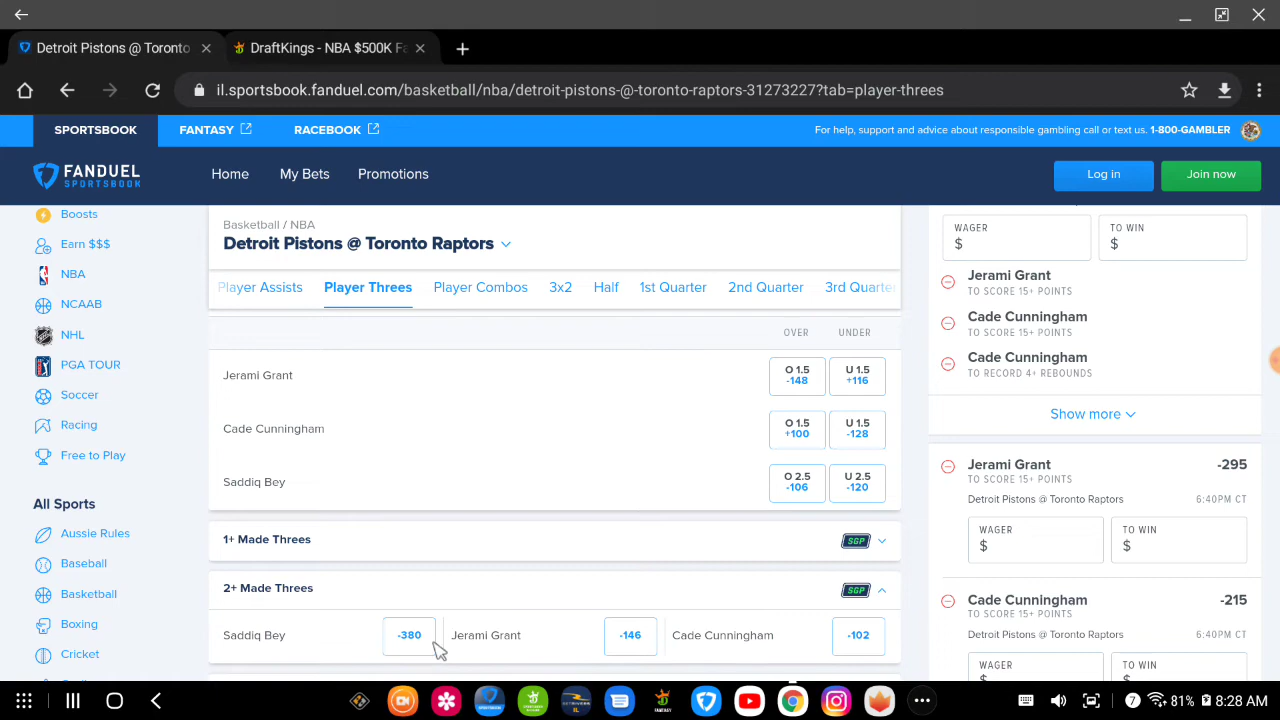 Detroit Pistons @ Toronto
DraftKings - NBA $500K Fa
il.sportsbook.fanduel.com/basketball/nba/detroit-pistons-@-toronto-raptors-31273227?tab=player-threes
SPORTSBOOK
FANTASY
RACEBOOK
For help, support and advice about responsible gambling call or text us. 1-800-GAMBLER
FANDUEL
SPORTSBOOK
Home
My Bets
Promotions
Log in
Join now
Boosts
Earn $$$
NBA
NCAAB
NHL
PGA TOUR
Soccer
Racing
Free to Play
All Sports
Aussie Rules
Baseball
Basketball
Boxing
Cricket
Basketball / NBA
Detroit Pistons @ Toronto Raptors
Player Assists
Player Threes
Player Combos
3x2
Half
1st Quarter
2nd Quarter
3rd Quarte
OVER
UNDER
Jerami Grant
O 1.5
-148
U 1.5
+116
Cade Cunningham
O 1.5
+100
U 1.5
-128
Saddiq Bey
O 2.5
-106
U 2.5
-120
1+ Made Threes
SGP
2+ Made Threes
SGP
Saddiq Bey
-380
Jerami Grant
-146
Cade Cunningham
-102
WAGER
$
TO WIN
$
Jerami Grant
TO SCORE 15+ POINTS
Cade Cunningham
TO SCORE 15+ POINTS
Cade Cunningham
TO RECORD 4+ REBOUNDS
Show more
Jerami Grant
-295
TO SCORE 15+ POINTS
Detroit Pistons @ Toronto Raptors
6:40PM CT
WAGER
$
TO WIN
$
Cade Cunningham
-215
TO SCORE 15+ POINTS
Detroit Pistons @ Toronto Raptors
6:40PM CT
WAGER
TO WIN
7
81%
8:28 AM